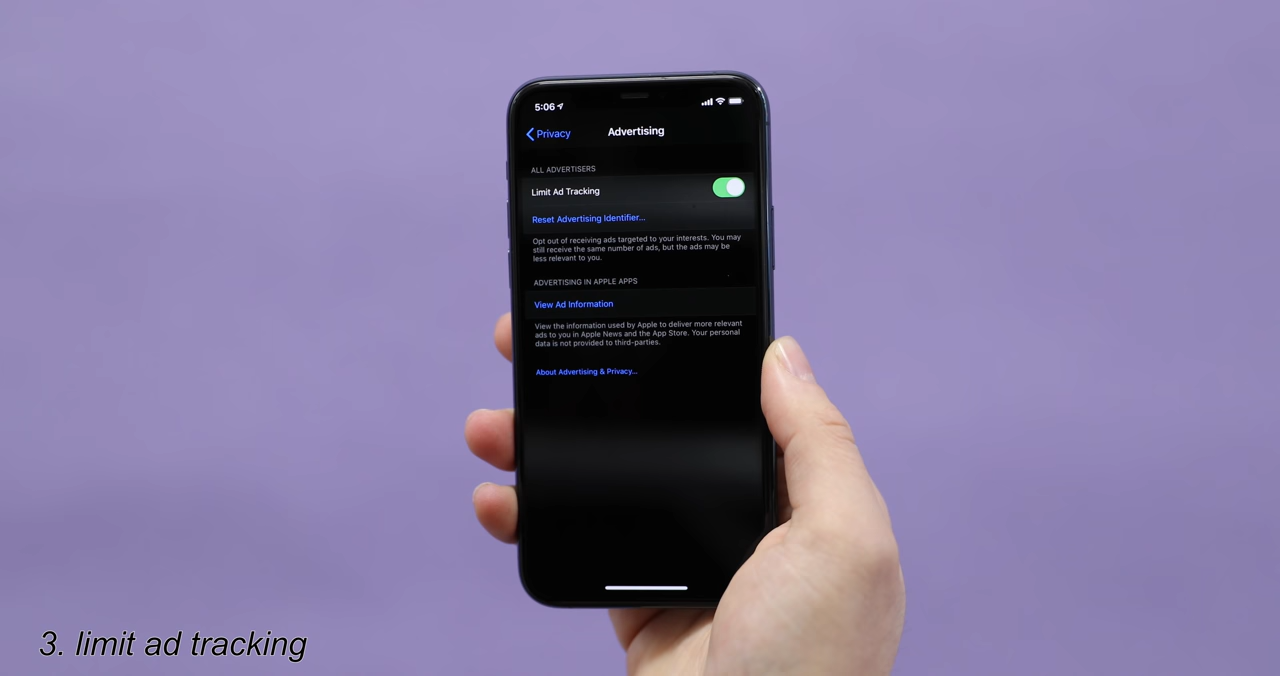 5:06
Privacy
Advertising
ALL ADVERTISERS
Limit Ad Tracking
Reset Advertising Identifier...
Opt out of receiving ads targeted to your interests. You may
still receive the same number of ads, but the ads may be
less relevant to you.
ADVERTISING IN APPLE APPS
View Ad Information
View the information used by Apple to deliver more relevant
ads to you in Apple News and the App Store. Your personal
data is not provided to third-parties.
About Advertising & Privacy...
3. limit ad tracking